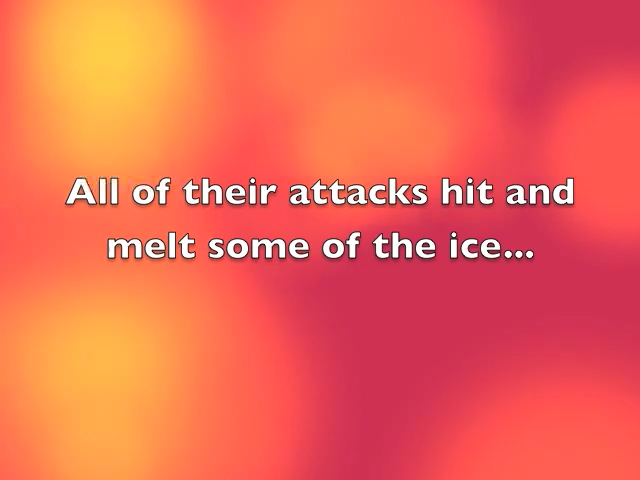 All of their attacks hit and
melt some of the ice...